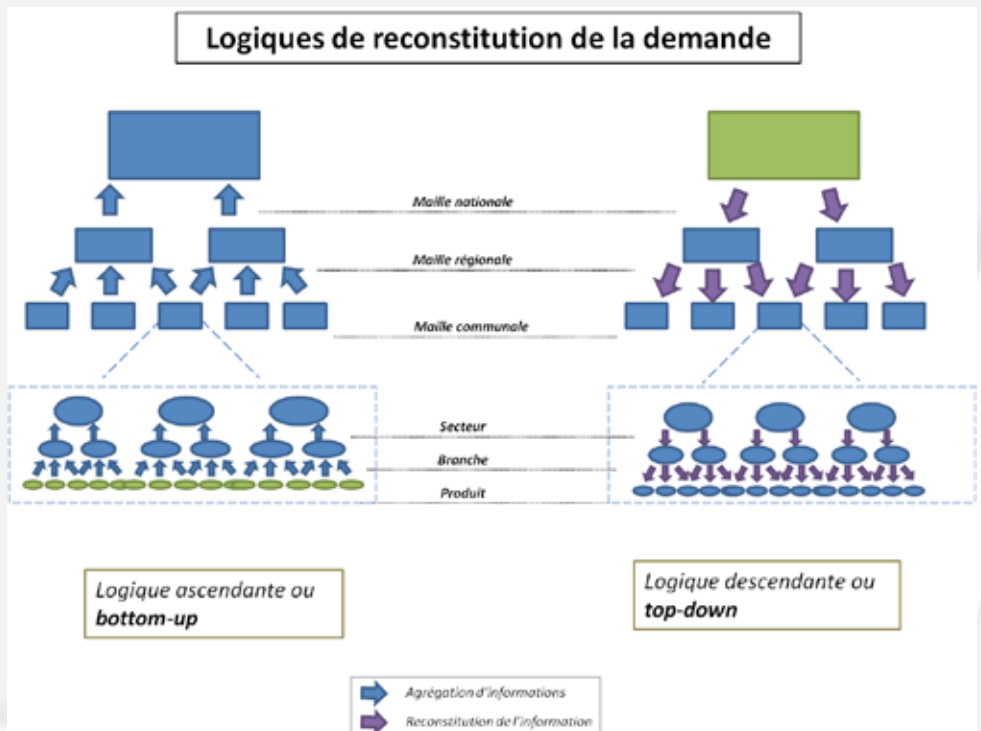 Logiques de reconstitution de la demande
Maille nationale
Maille régionale
Maille communale
Secteur
Branche
Produit
Logique ascendante ou
bottom-up
Logique descendante ou
top-down
Agrégation d'informations
Reconstitution de l'information